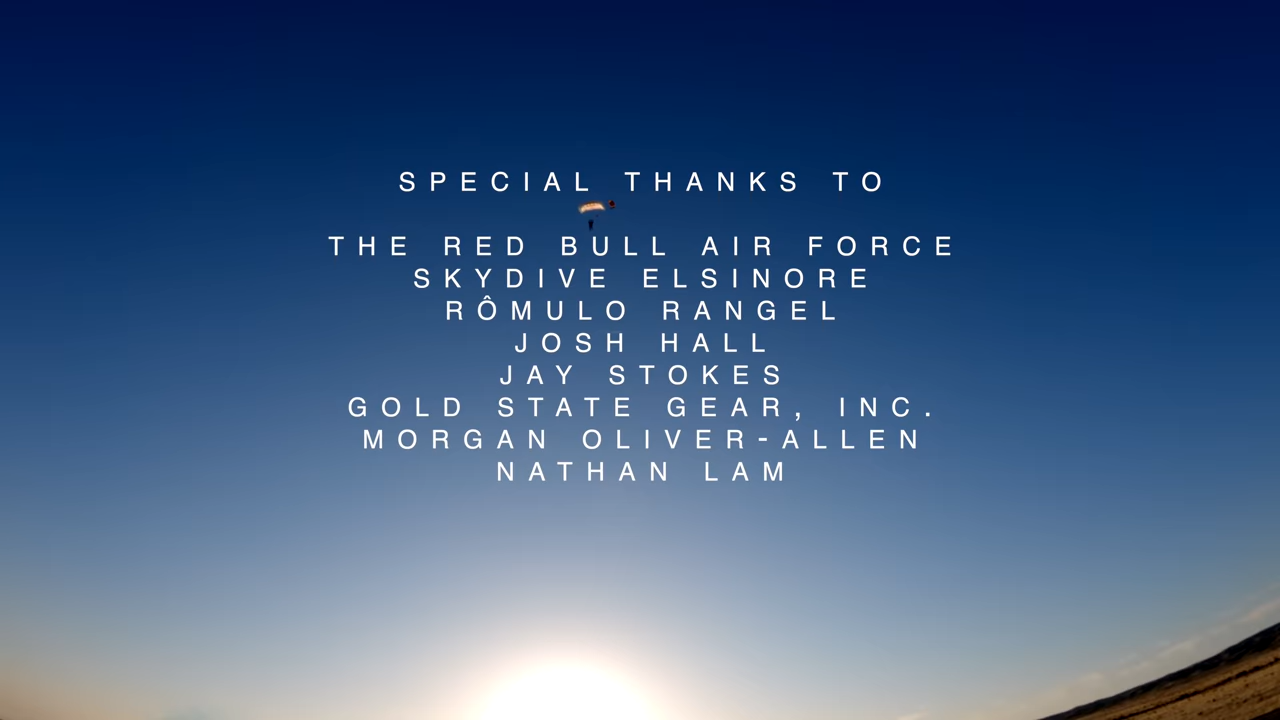 SPECIAL THANKS TO
THE RED BULL AIR FORCE
SKYDIVE ELSINORE
RÔMULO RANGEL
JOSH HALL
JAY STOKES
GOLD STATE GEAR, INC.
MORGAN OLIVER-ALLEN
NATHAN LAM